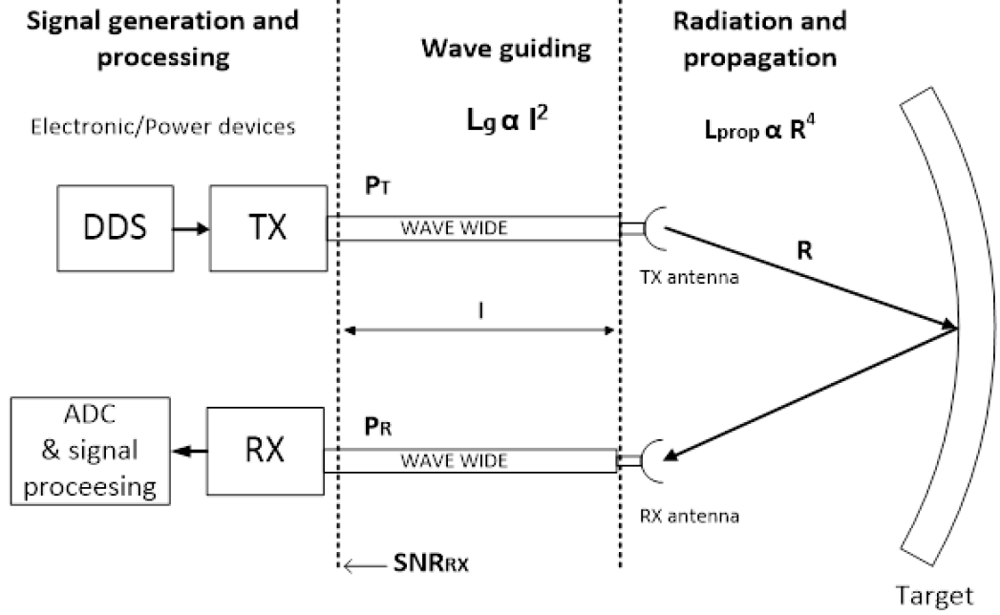 Signal generation and
processing
Wave guiding
Radiation and
propagation
Electronic/Power devices
Lg α l²
Lprop α R⁴
PT
DDS
TX
WAVE WIDE
TX antenna
R
l
PR
ADC
& signal
proceesing
RX
WAVE WIDE
RX antenna
SNRRX
Target